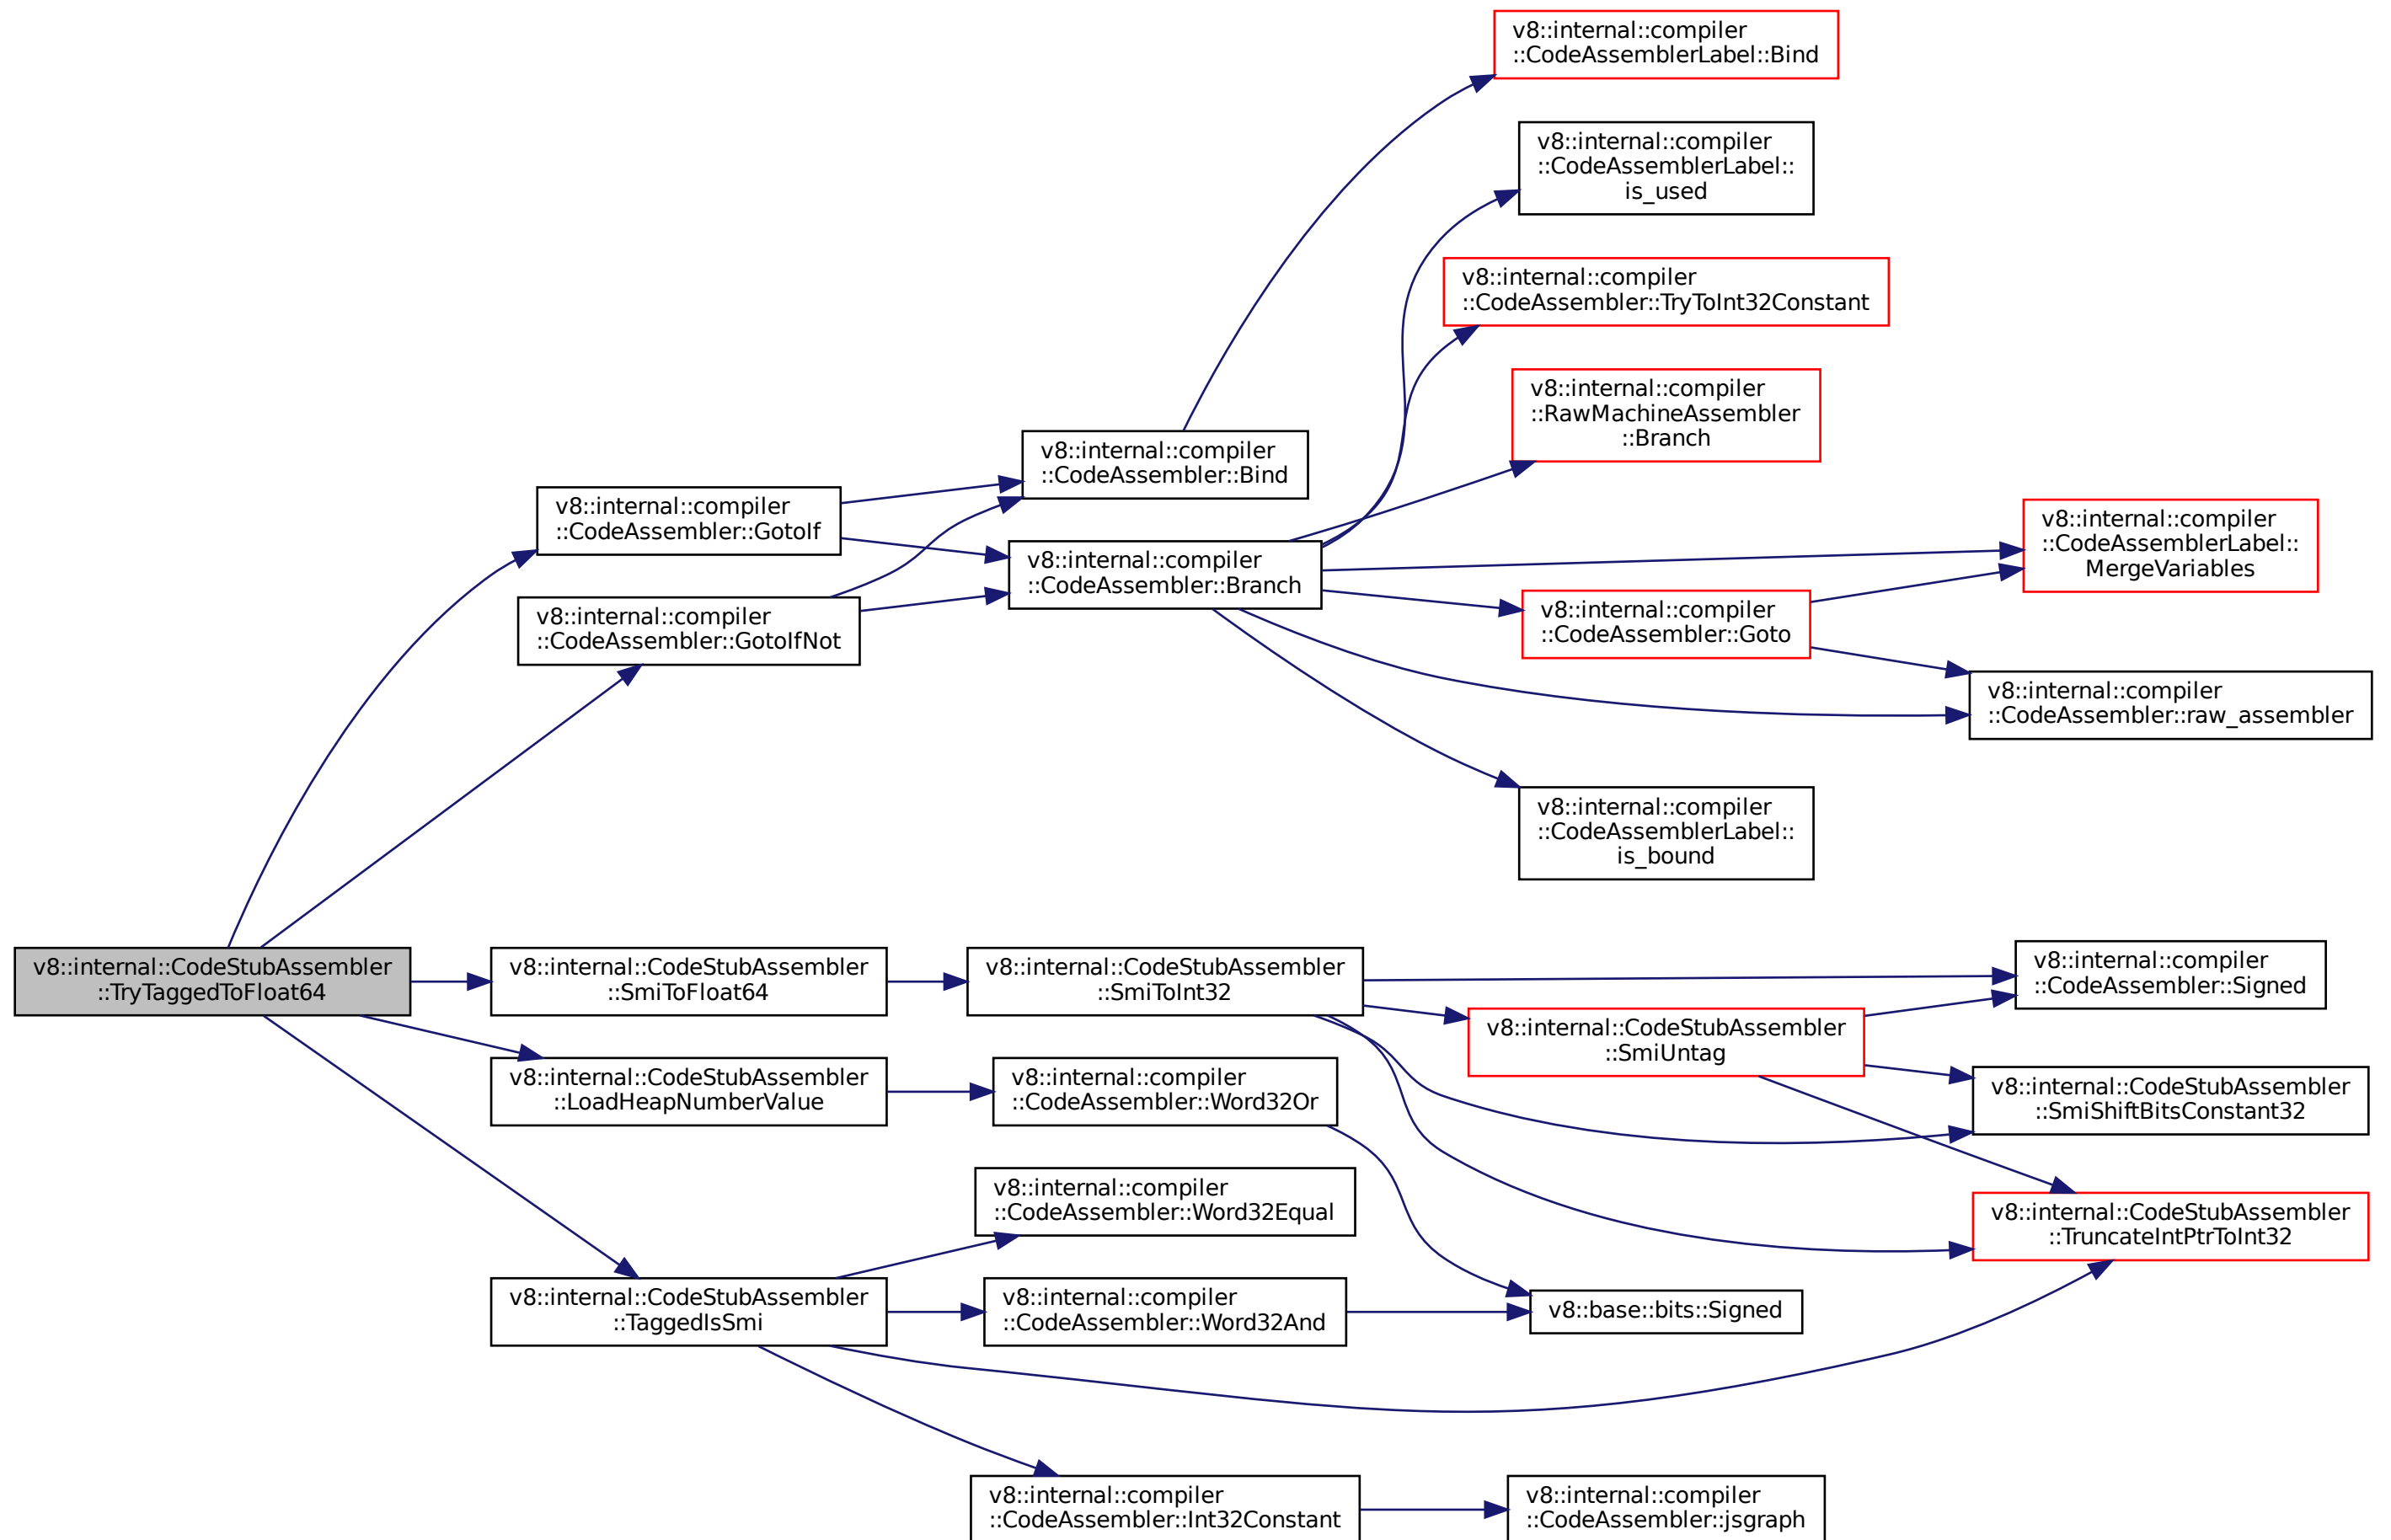 v8::internal::compiler
::CodeAssemblerLabel::Bind
v8::internal::compiler
::CodeAssemblerLabel::
is_used
v8::internal::compiler
::CodeAssembler::TryToInt32Constant
v8::internal::compiler
::RawMachineAssembler
::Branch
v8::internal::compiler
::CodeAssembler::Bind
v8::internal::compiler
::CodeAssembler::GotoIf
v8::internal::compiler
::CodeAssemblerLabel::
MergeVariables
v8::internal::compiler
::CodeAssembler::Branch
v8::internal::compiler
::CodeAssembler::GotoIfNot
v8::internal::compiler
::CodeAssembler::Goto
v8::internal::compiler
::CodeAssembler::raw_assembler
v8::internal::compiler
::CodeAssemblerLabel::
is_bound
v8::internal::CodeStubAssembler
::TryTaggedToFloat64
v8::internal::CodeStubAssembler
::SmiToFloat64
v8::internal::CodeStubAssembler
::SmiToInt32
v8::internal::compiler
::CodeAssembler::Signed
v8::internal::CodeStubAssembler
::SmiUntag
v8::internal::CodeStubAssembler
::LoadHeapNumberValue
v8::internal::compiler
::CodeAssembler::Word32Or
v8::internal::CodeStubAssembler
::SmiShiftBitsConstant32
v8::internal::compiler
::CodeAssembler::Word32Equal
v8::internal::CodeStubAssembler
::TruncateIntPtrToInt32
v8::internal::CodeStubAssembler
::TaggedIsSmi
v8::internal::compiler
::CodeAssembler::Word32And
v8::base::bits::Signed
v8::internal::compiler
::CodeAssembler::Int32Constant
v8::internal::compiler
::CodeAssembler::jsgraph